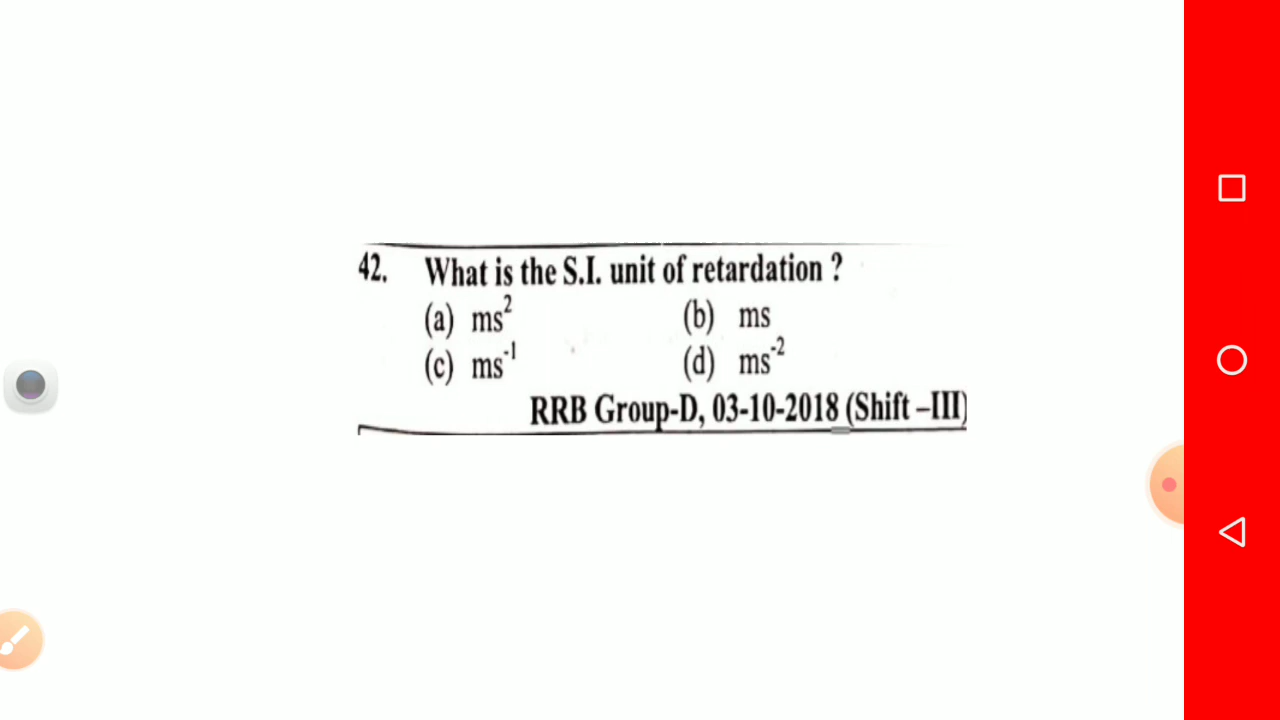 42. What is the S.I. unit of retardation ?
(a) ms² (b) ms
(c) ms⁻¹ (d) ms⁻²
RRB Group-D, 03-10-2018 (Shift –III)